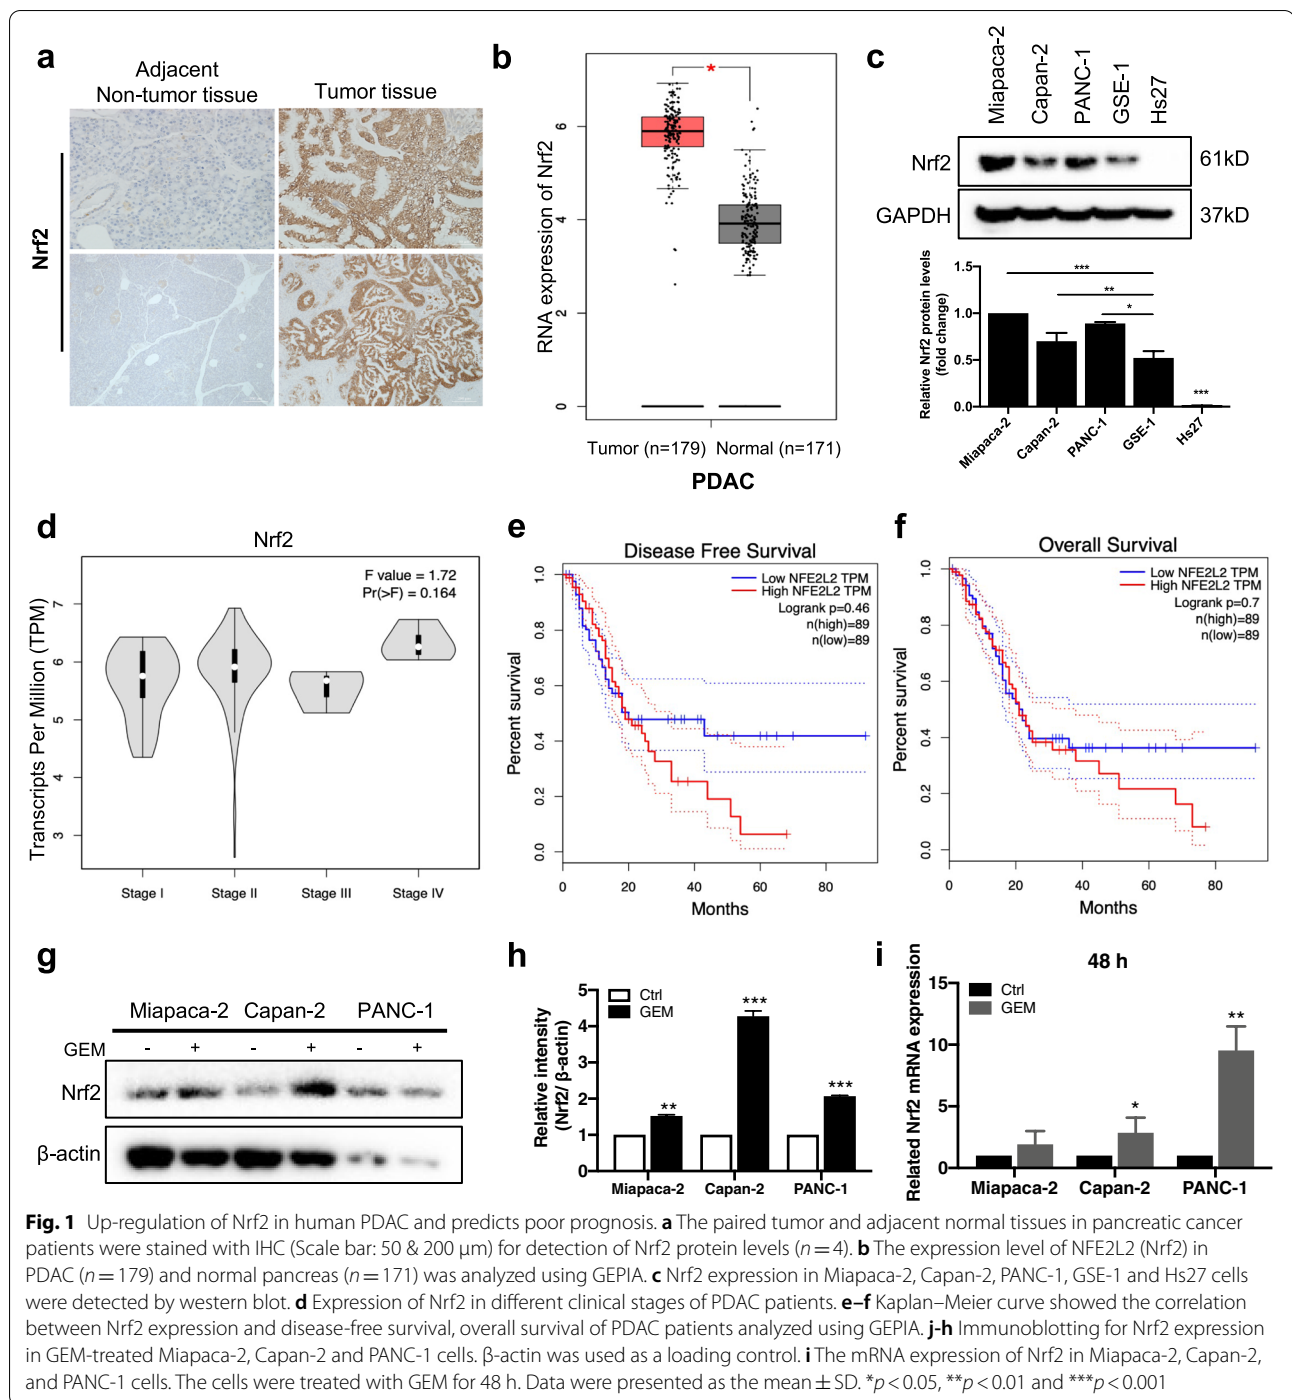 a
Adjacent
Non-tumor tissue
Tumor tissue
Nrf2
b
RNA expression of Nrf2
6
4
2
0
*
Tumor (n=179) Normal (n=171)
PDAC
c
Miapaca-2
Capan-2
PANC-1
GSE-1
Hs27
Nrf2
61kD
GAPDH
37kD
Relative Nrf2 protein levels
(fold change)
1.5
1.0
0.5
0.0
***
**
*
***
Miapaca-2
Capan-2
PANC-1
GSE-1
Hs27
d
Nrf2
F value = 1.72
Pr(>F) = 0.164
Transcripts Per Million (TPM)
7
6
5
4
3
Stage I
Stage II
Stage III
Stage IV
e
Disease Free Survival
Low NFE2L2 TPM
High NFE2L2 TPM
Logrank p=0.46
n(high)=89
n(low)=89
Percent survival
1.0
0.8
0.6
0.4
0.2
0.0
0 20 40 60 80
Months
f
Overall Survival
Low NFE2L2 TPM
High NFE2L2 TPM
Logrank p=0.7
n(high)=89
n(low)=89
Percent survival
1.0
0.8
0.6
0.4
0.2
0.0
0 20 40 60 80
Months
g
Miapaca-2 Capan-2 PANC-1
GEM - + - + - +
Nrf2
β-actin
h
Relative intensity
(Nrf2/ β-actin)
5
4
3
2
1
0
Ctrl
GEM
**
***
***
Miapaca-2 Capan-2 PANC-1
i
48 h
Related Nrf2 mRNA expression
15
10
5
0
Ctrl
GEM
*
**
Miapaca-2 Capan-2 PANC-1
Fig. 1 Up-regulation of Nrf2 in human PDAC and predicts poor prognosis. a The paired tumor and adjacent normal tissues in pancreatic cancer
patients were stained with IHC (Scale bar: 50 & 200 μm) for detection of Nrf2 protein levels (n = 4). b The expression level of NFE2L2 (Nrf2) in
PDAC (n = 179) and normal pancreas (n = 171) was analyzed using GEPIA. c Nrf2 expression in Miapaca-2, Capan-2, PANC-1, GSE-1 and Hs27 cells
were detected by western blot. d Expression of Nrf2 in different clinical stages of PDAC patients. e–f Kaplan–Meier curve showed the correlation
between Nrf2 expression and disease-free survival, overall survival of PDAC patients analyzed using GEPIA. j-h Immunoblotting for Nrf2 expression
in GEM-treated Miapaca-2, Capan-2 and PANC-1 cells. β-actin was used as a loading control. i The mRNA expression of Nrf2 in Miapaca-2, Capan-2,
and PANC-1 cells. The cells were treated with GEM for 48 h. Data were presented as the mean ± SD. *p < 0.05, **p < 0.01 and ***p < 0.001